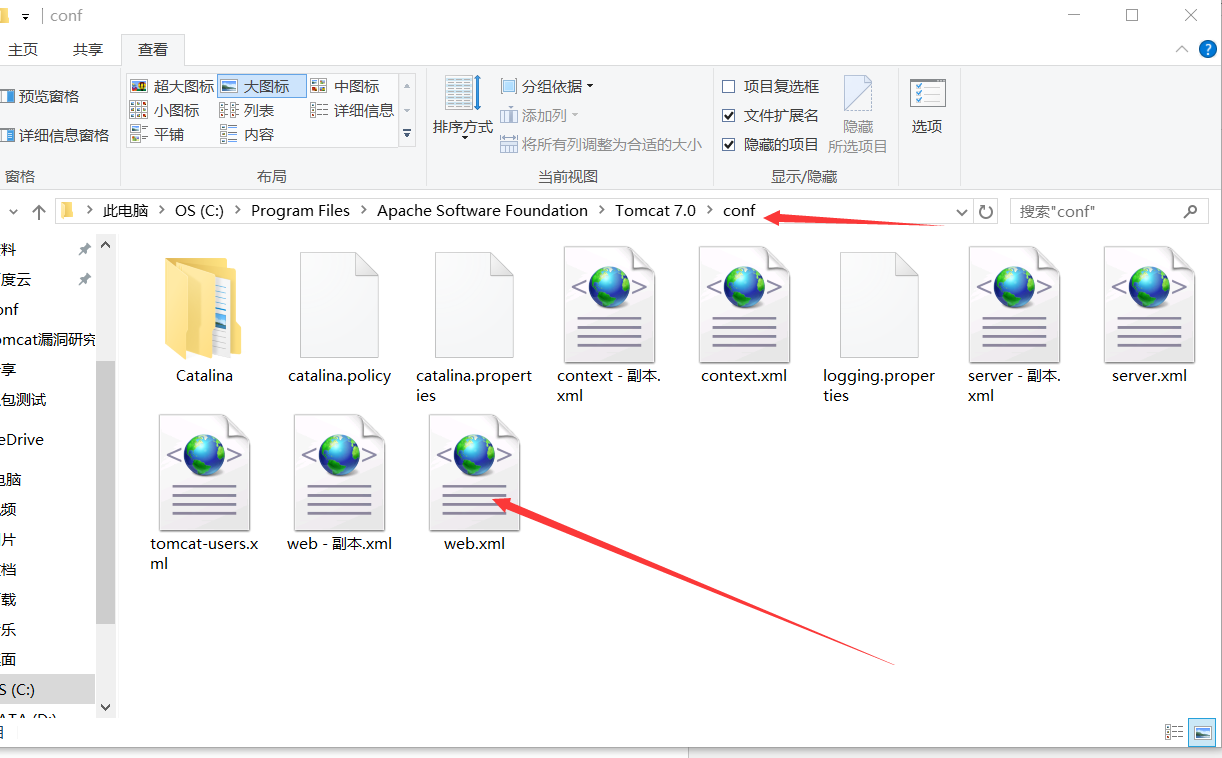 conf
主页 共享 查看
预览窗格
详细信息窗格
窗格
超大图标 大图标 中图标
小图标 列表 详细信息
平铺 内容
布局
排序方式
分组依据
添加列
将所有列调整为合适的大小
当前视图
项目复选框
文件扩展名
隐藏的项目
隐藏
所选项目
显示/隐藏
选项
此电脑 OS (C:) Program Files Apache Software Foundation Tomcat 7.0 conf
搜索"conf"
Catalina
catalina.policy
catalina.propert
ies
context - 副本.
xml
context.xml
logging.proper
ties
server - 副本.
xml
server.xml
tomcat-users.x
ml
web - 副本.xml
web.xml
料
度云
onf
omcat漏洞研究
享
包测试
eDrive
电脑
频
片
档
载
乐
面
S (C:)
ATA (D:)